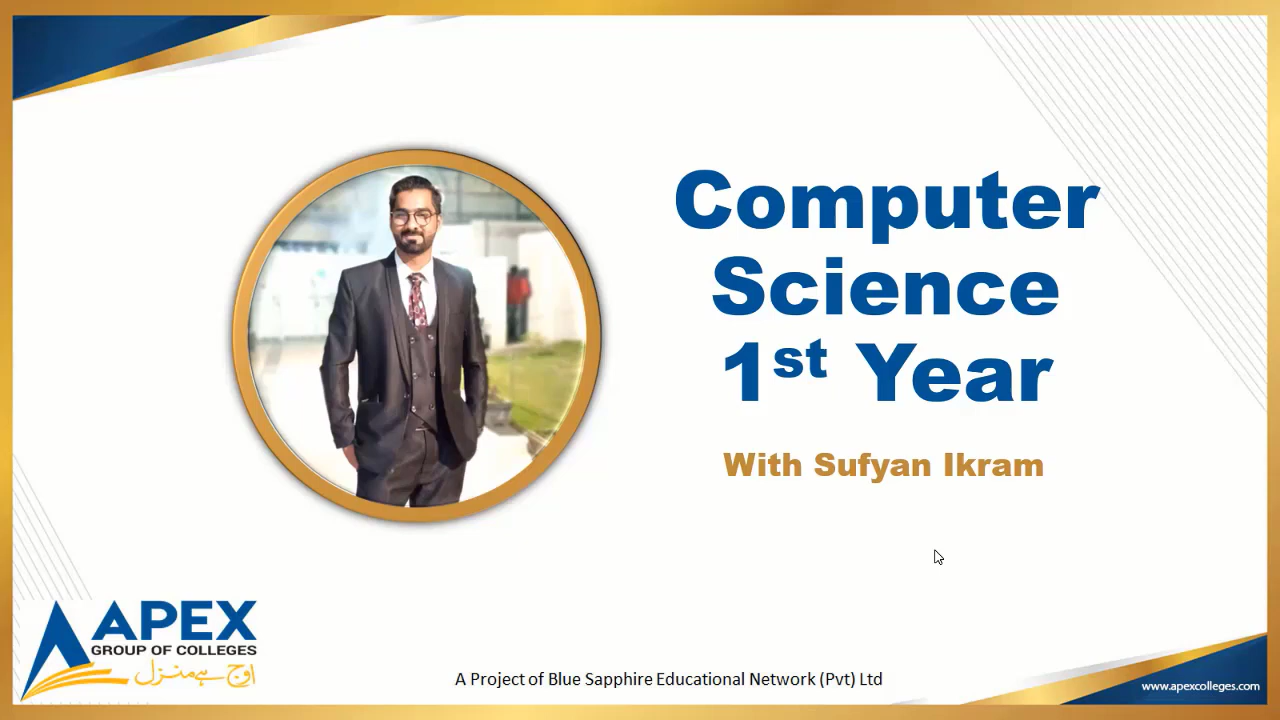 Computer
Science
1st Year
With Sufyan Ikram
APEX
GROUP OF COLLEGES
اوج ہے منزل
A Project of Blue Sapphire Educational Network (Pvt) Ltd
www.apexcolleges.com